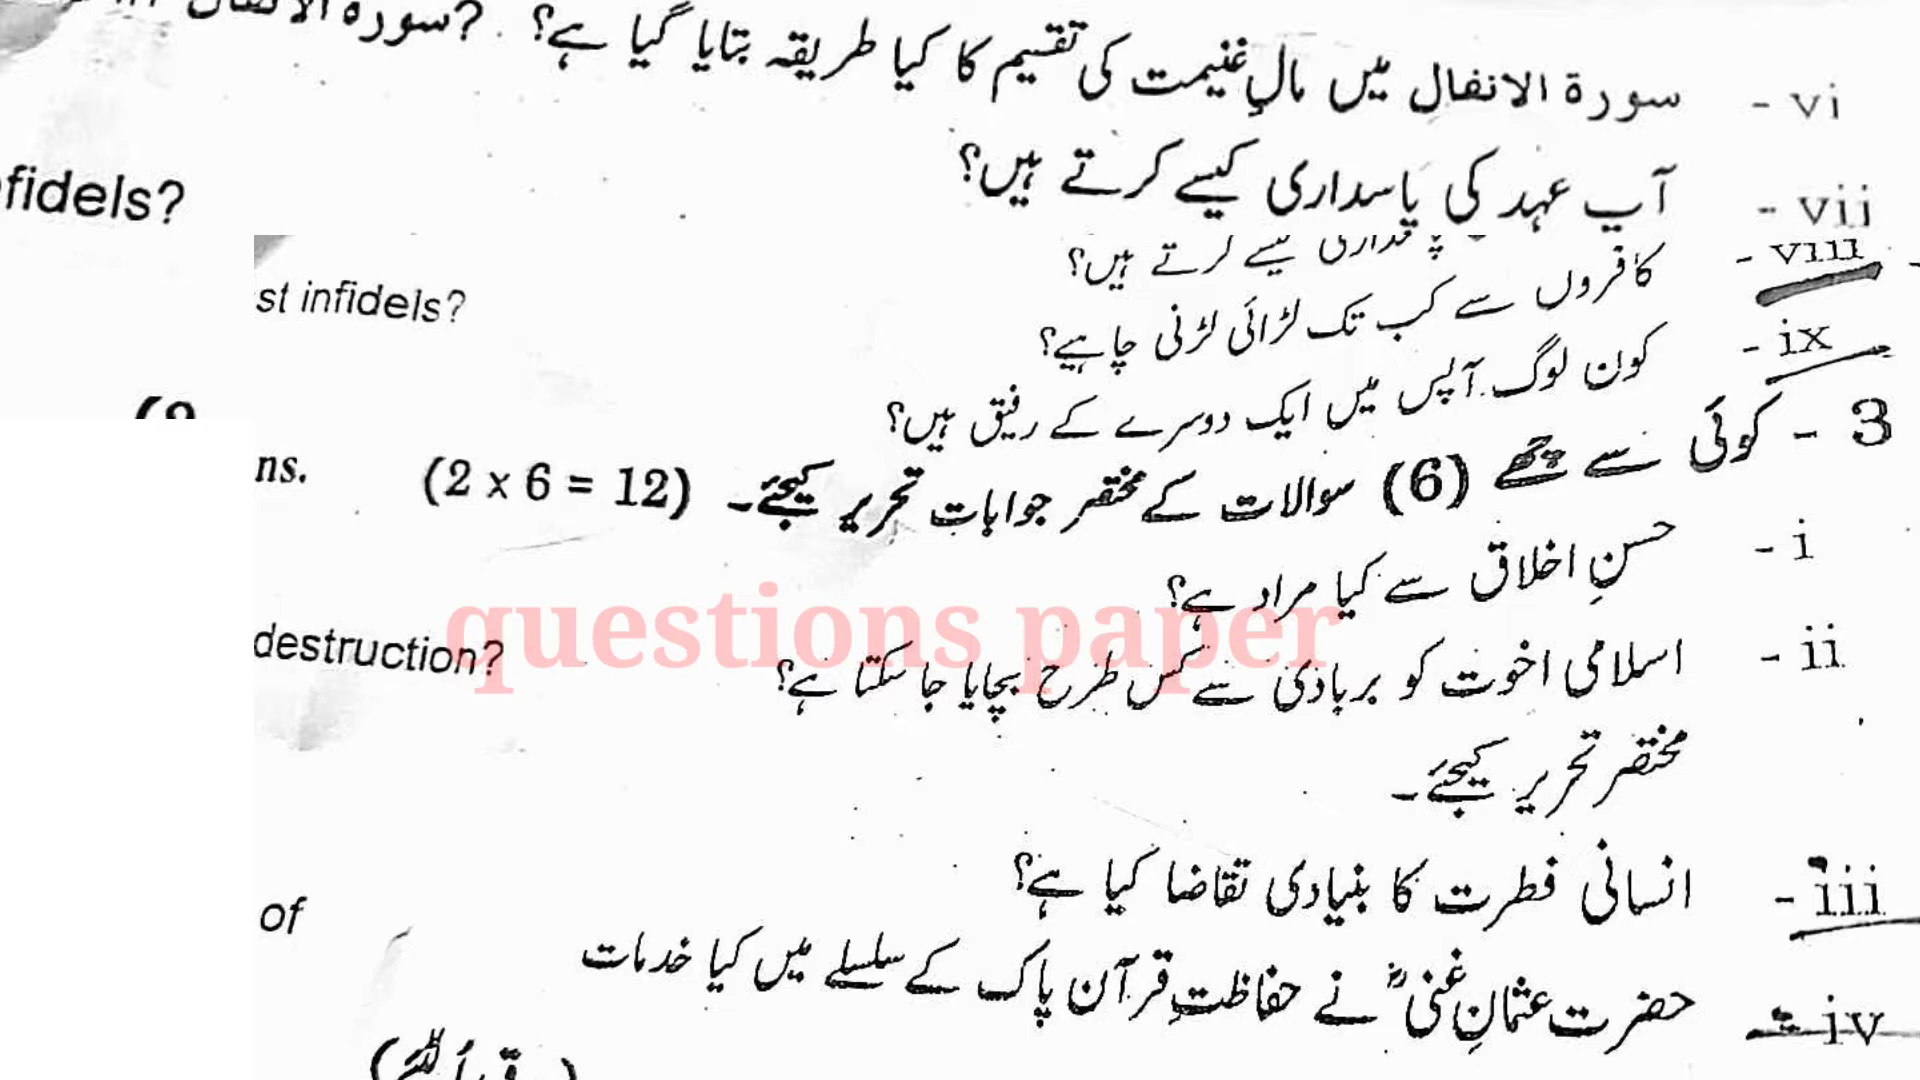 سورۃ الانفال میں مالِ غنیمت کی تقسیم کا کیا طریقہ بتایا گیا ہے؟ ?سورۃ الانفال
- vi
آپ عہد کی پاسداری کیسے کرتے ہیں؟
- vii
fidels?
کرتے ہیں؟
- viii
کافروں سے کب تک لڑائی لڑنی چاہیے؟
st infidels?
- ix
کون لوگ آپس میں ایک دوسرے کے رفیق ہیں؟
3 - کوئی سے چھے (6) سوالات کے مختصر جوابات تحریر کیجئے۔ (2 x 6 = 12)
ns.
- i
حسنِ اخلاق سے کیا مراد ہے؟
questions paper
- ii
اسلامی اخوت کو بربادی سے کس طرح بچایا جا سکتا ہے؟
destruction?
مختصر تحریر کیجئے۔
- iii
انسانی فطرت کا بنیادی تقاضا کیا ہے؟
of
- iv
حضرت عثمانِ غنیؓ نے حفاظتِ قرآن پاک کے سلسلے میں کیا خدمات